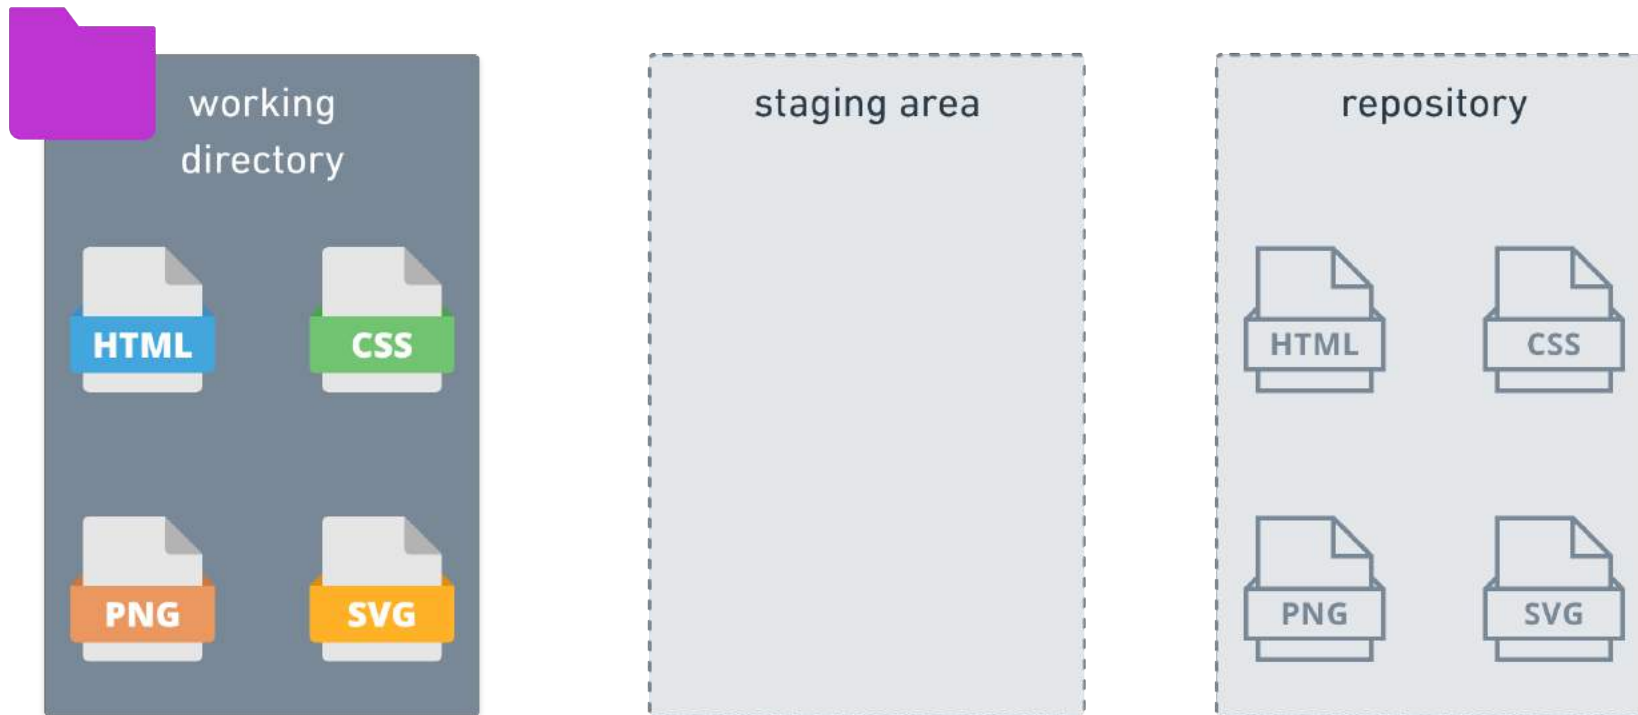 working
directory
HTML
CSS
PNG
SVG
staging area
repository
HTML
CSS
PNG
SVG